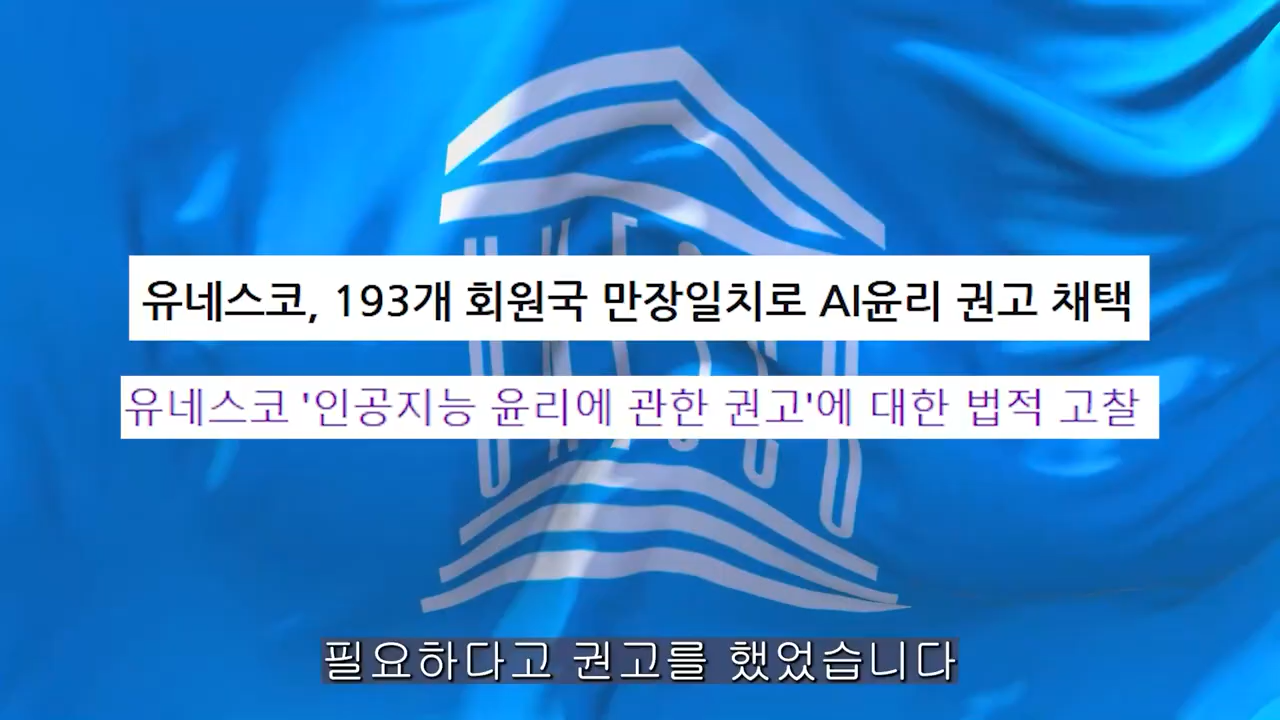 유네스코, 193개 회원국 만장일치로 AI윤리 권고 채택
유네스코 '인공지능 윤리에 관한 권고'에 대한 법적 고찰
필요하다고 권고를 했었습니다